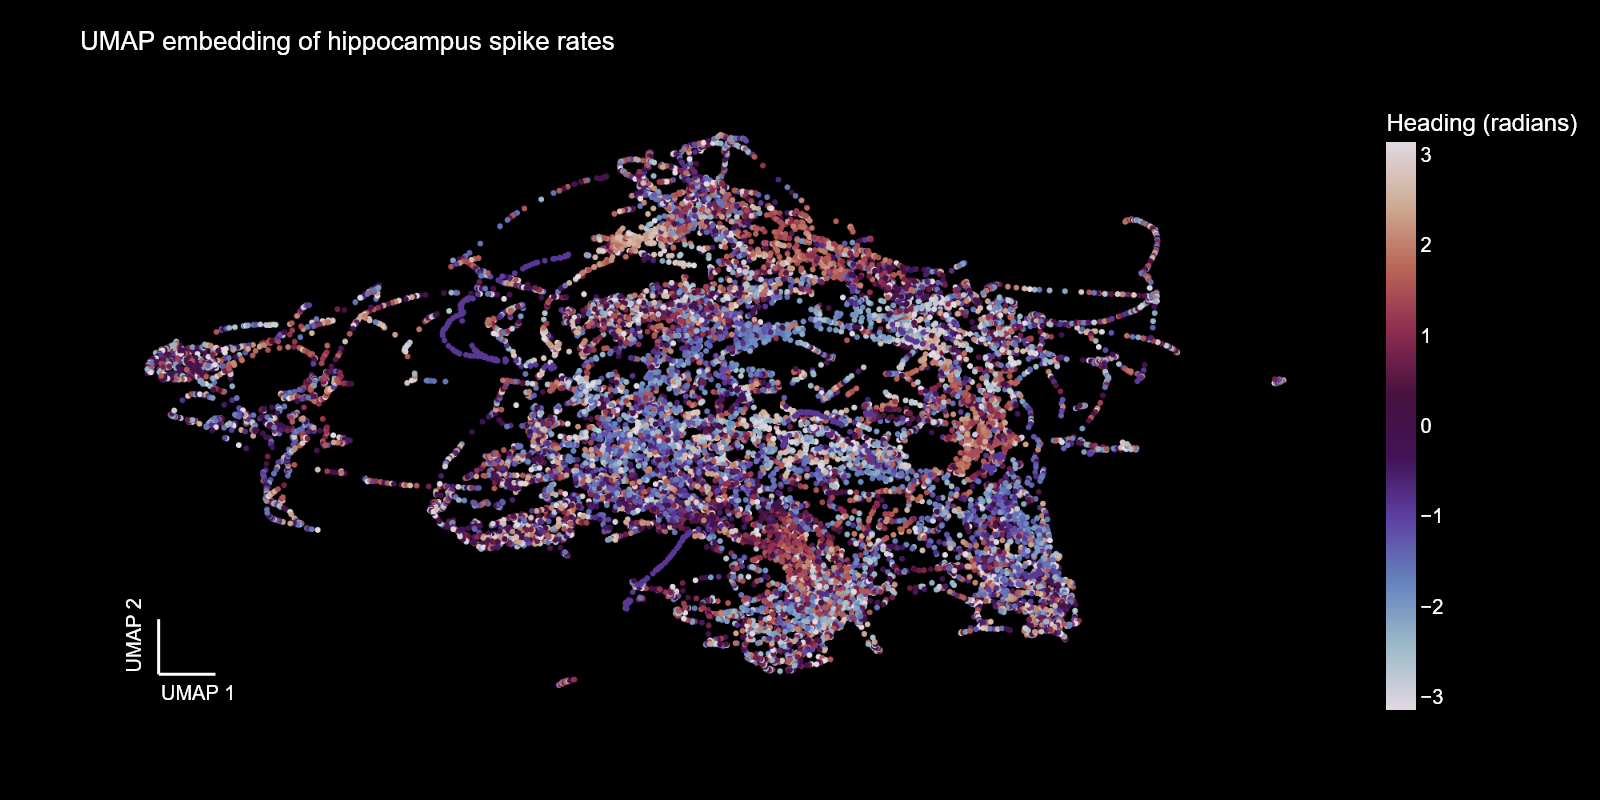 UMAP embedding of hippocampus spike rates
Heading (radians)
3
2
1
0
−1
−2
−3
UMAP 2
UMAP 1